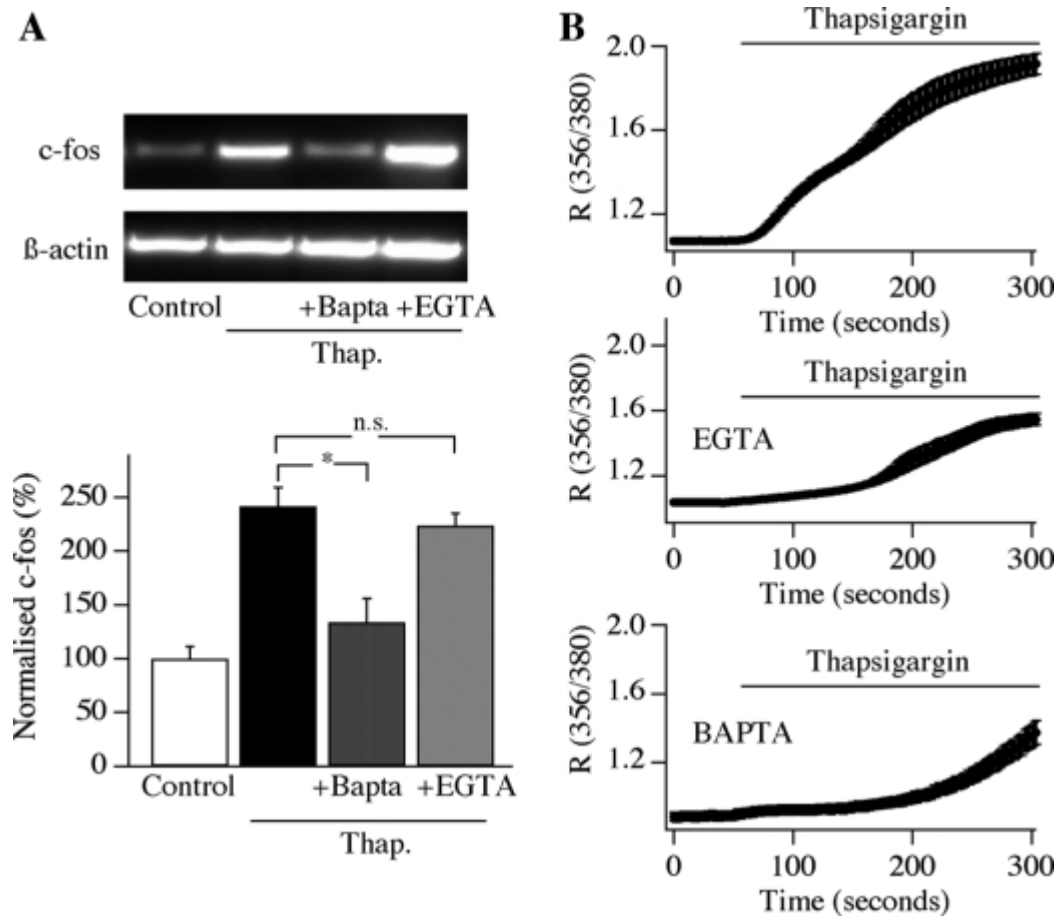 A
c-fos
ß-actin
Control +Bapta +EGTA
Thap.
n.s.
*
Normalised c-fos (%)
250
200
150
100
50
0
Control +Bapta +EGTA
Thap.
B
Thapsigargin
R (356/380)
2.0
1.6
1.2
0 100 200 300
Time (seconds)
Thapsigargin
R (356/380)
2.0
1.6
1.2
EGTA
0 100 200 300
Time (seconds)
Thapsigargin
R (356/380)
2.0
1.6
1.2
BAPTA
0 100 200 300
Time (seconds)